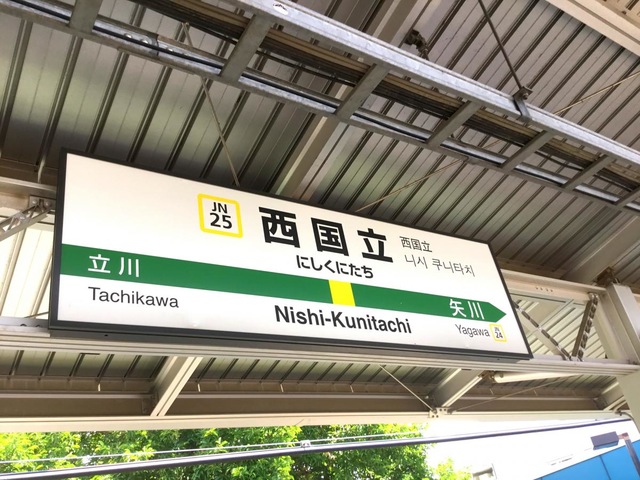 JN
25
西国立
西国立
니시 쿠니타치
にしくにたち
立川
矢川
Tachikawa
Nishi-Kunitachi
Yagawa
JN
24